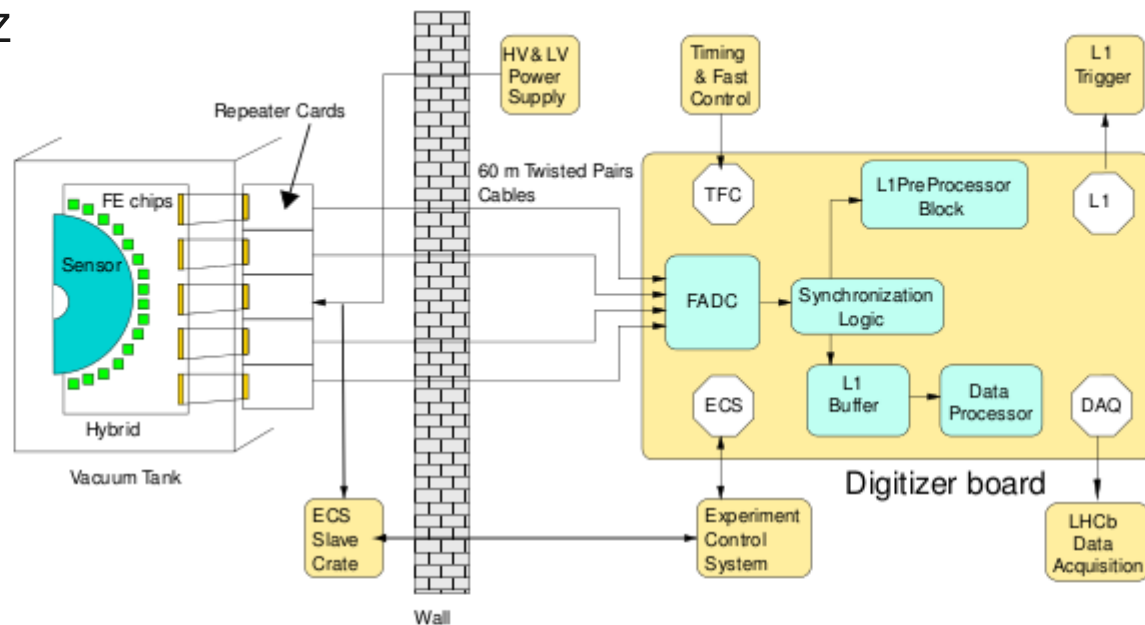 z
HV & LV
Power
Supply
Timing
& Fast
Control
L1
Trigger
Repeater Cards
60 m Twisted Pairs
Cables
TFC
L1PreProcessor
Block
L1
FE chips
Sensor
FADC
Synchronization
Logic
ECS
L1
Buffer
Data
Processor
DAQ
Hybrid
Vacuum Tank
Digitizer board
ECS
Slave
Crate
Experiment
Control
System
LHCb
Data
Acquisition
Wall